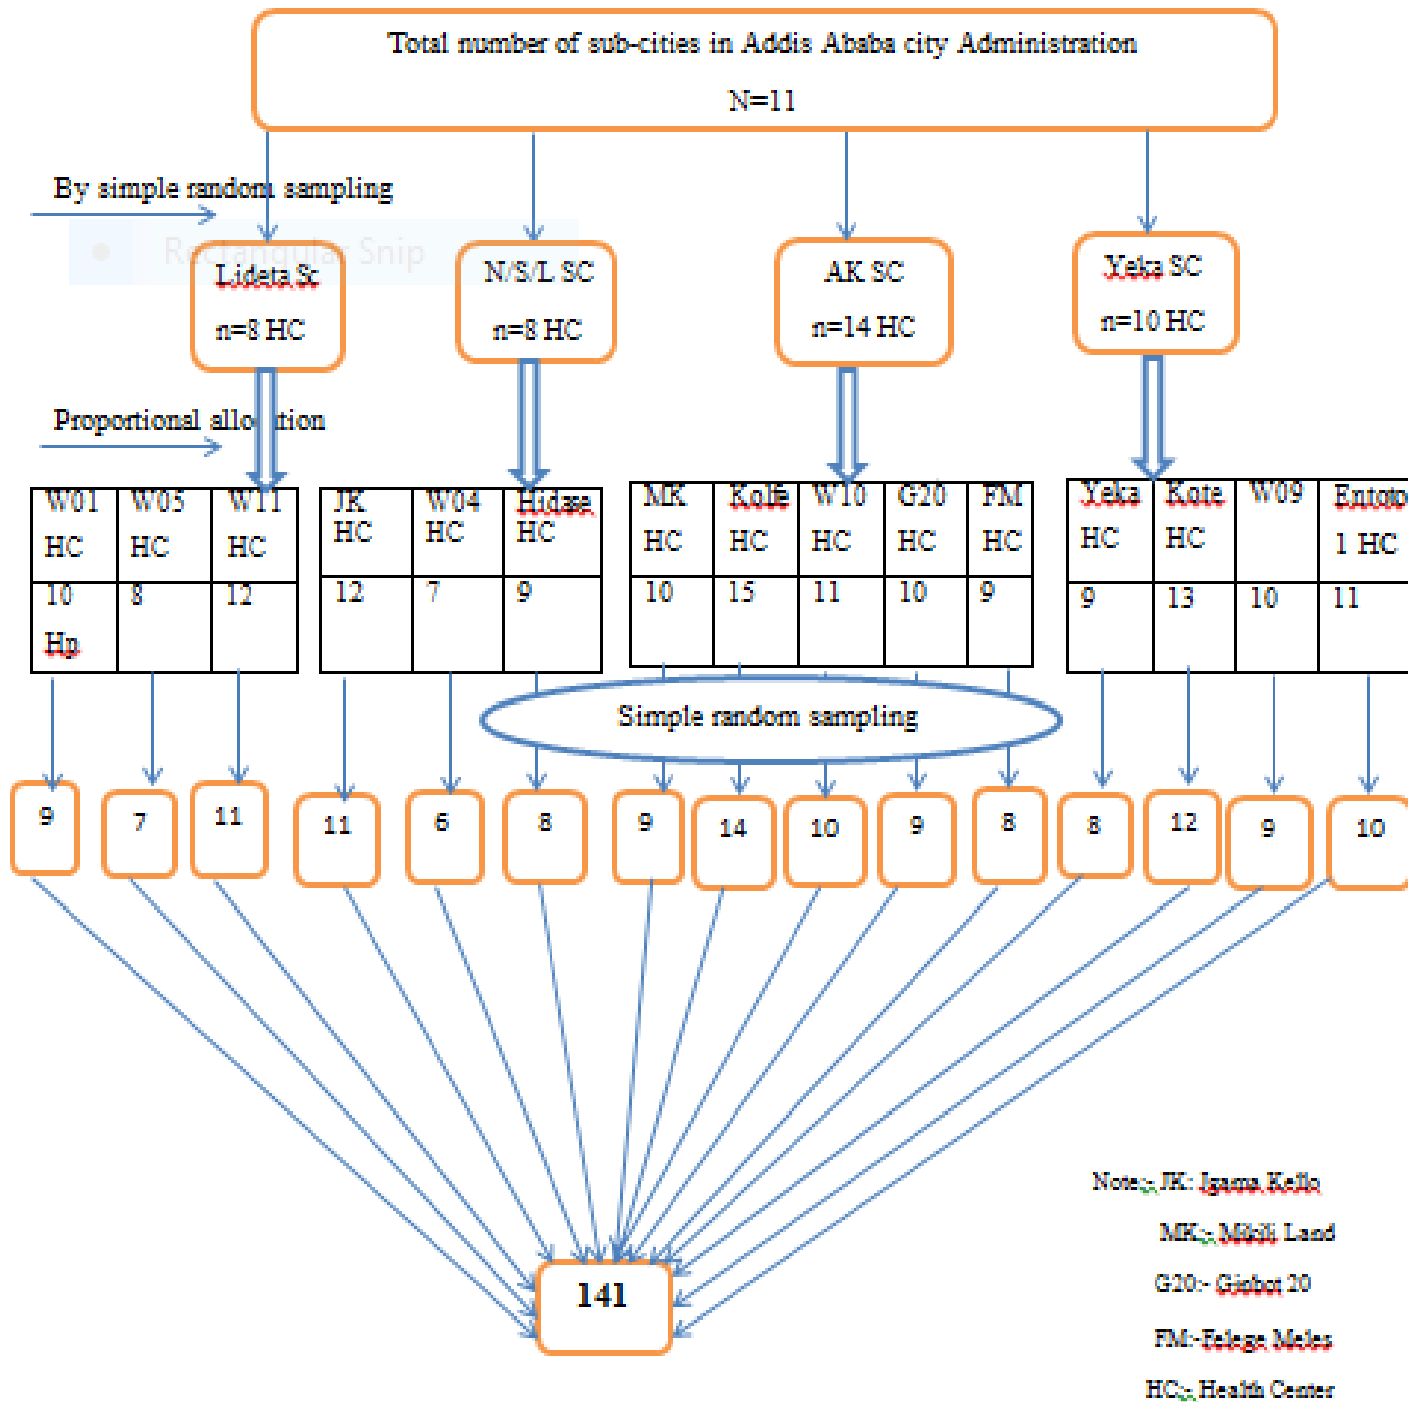 Total number of sub-cities in Addis Ababa city Administration
N=11
By simple random sampling
Rectangular Snip
Lideta Sc
n=8 HC
N/S/L SC
n=8 HC
AK SC
n=14 HC
Yeka SC
n=10 HC
Proportional allocation
W01 HC
W05 HC
W11 HC
10 Hp
8
12
JK HC
W04 HC
Hidase HC
12
7
9
MK HC
Kolfe HC
W10 HC
G20 HC
FM HC
10
15
11
10
9
Yeka HC
Kote HC
W09
Entoto 1 HC
9
13
10
11
Simple random sampling
9
7
11
11
6
8
9
14
10
9
8
8
12
9
10
141
Note:- JK: Jgama Kello
MK:- Mikili Land
G20:- Ginbot 20
FM:-Felege Meles
HC:- Health Center